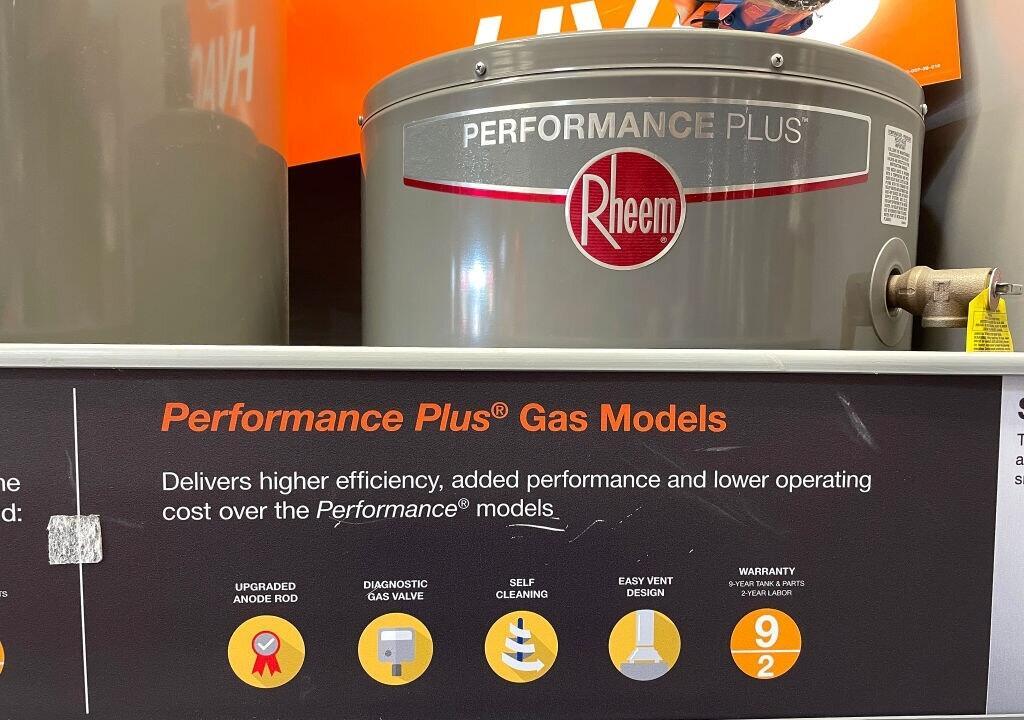 HVA
HVAC
PERFORMANCE PLUS™
Rheem®
Performance Plus® Gas Models
Delivers higher efficiency, added performance and lower operating
cost over the Performance® models
d:
UPGRADED
ANODE ROD
DIAGNOSTIC
GAS VALVE
SELF
CLEANING
EASY VENT
DESIGN
WARRANTY
9-YEAR TANK & PARTS
2-YEAR LABOR
9
2